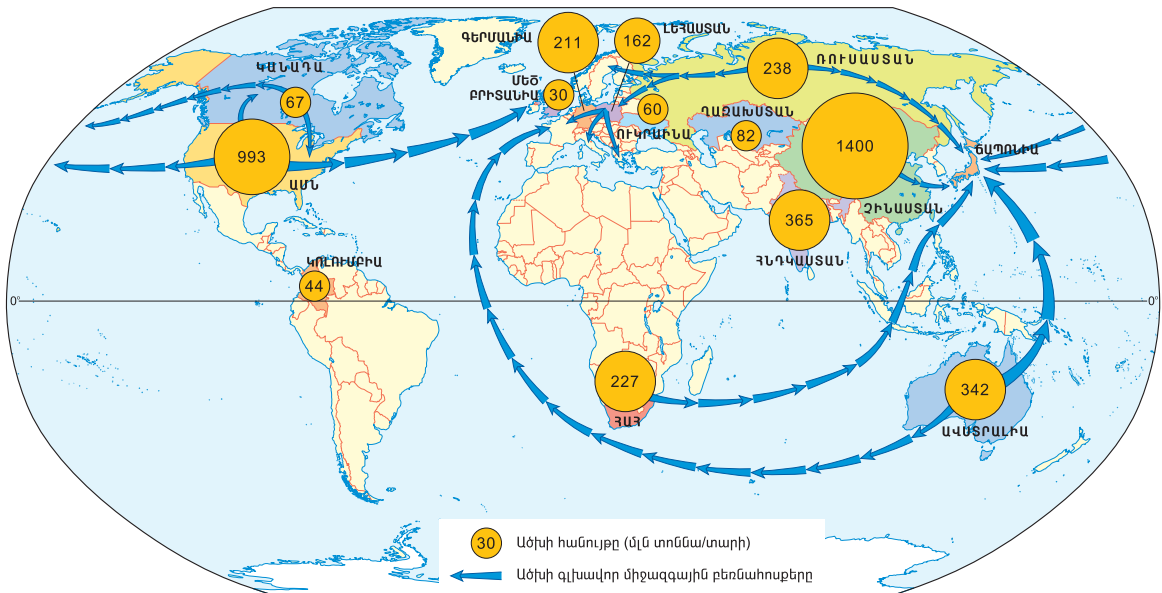 ԳԵՐՄԱՆԻԱ
211
162
ԼԵՀԱՍՏԱՆ
ԿԱՆԱԴԱ
67
ՄԵԾ
ԲՐԻՏԱՆԻԱ
30
238
ՌՈՒՍԱՍՏԱՆ
60
ՈՒԿՐԱԻՆԱ
ՂԱԶԱԽՍՏԱՆ
82
993
ԱՄՆ
1400
ՃԱՊՈՆԻԱ
ՉԻՆԱՍՏԱՆ
365
ՀՆԴԿԱՍՏԱՆ
ԿՈԼՈՒՄԲԻԱ
44
0°
0°
227
ՀԱՀ
342
ԱՎՍՏՐԱԼԻԱ
30 Ածխի հանույթը (մլն տոննա/տարի)
Ածխի գլխավոր միջազգային բեռնահոսքերը